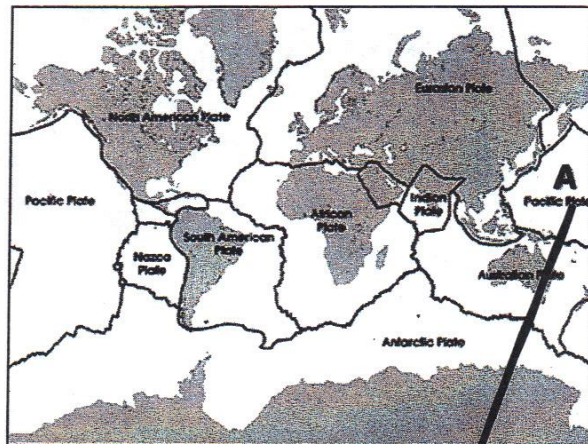 North American Plate
Eurasian Plate
A
Pacific Plate
African Plate
Indian
Plate
Pacific Plate
South American
Plate
Nazca
Plate
Australian Plate
Antarctic Plate